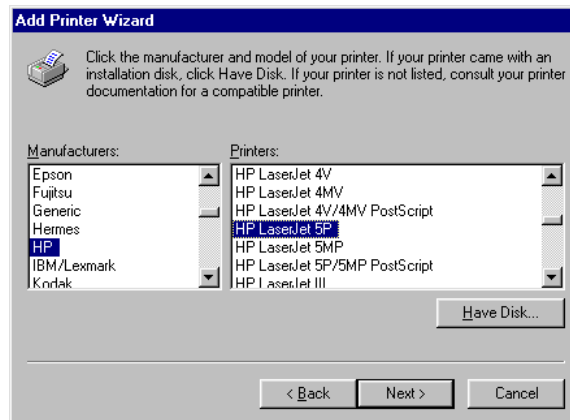 Add Printer Wizard
Click the manufacturer and model of your printer. If your printer came with an
installation disk, click Have Disk. If your printer is not listed, consult your printer
documentation for a compatible printer.
Manufacturers:
Epson
Fujitsu
Generic
Hermes
HP
IBM/Lexmark
Kodak
Printers:
HP LaserJet 4V
HP LaserJet 4MV
HP LaserJet 4V/4MV PostScript
HP LaserJet 5P
HP LaserJet 5MP
HP LaserJet 5P/5MP PostScript
HP LaserJet III
Have Disk...
< Back
Next >
Cancel